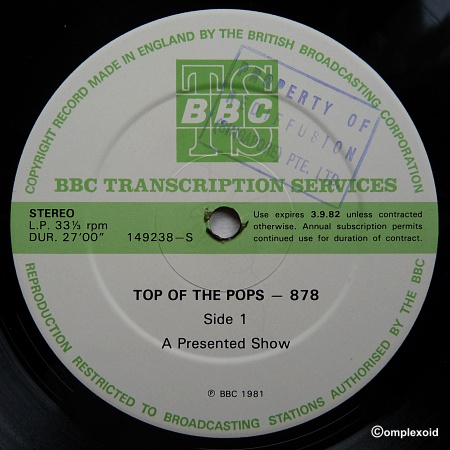 COPYRIGHT RECORD MADE IN ENGLAND BY THE BRITISH BROADCASTING CORPORATION
TS
BBC
PROPERTY OF
REDIFFUSION
(SINGAPORE) PTE. LTD.
BBC TRANSCRIPTION SERVICES
STEREO
L.P. 33⅓ rpm
DUR. 27'00" 149238–S
Use expires 3.9.82 unless contracted
otherwise. Annual subscription permits
continued use for duration of contract.
TOP OF THE POPS – 878
Side 1
A Presented Show
℗ BBC 1981
REPRODUCTION RESTRICTED TO BROADCASTING STATIONS AUTHORISED BY THE BBC
©omplexoid